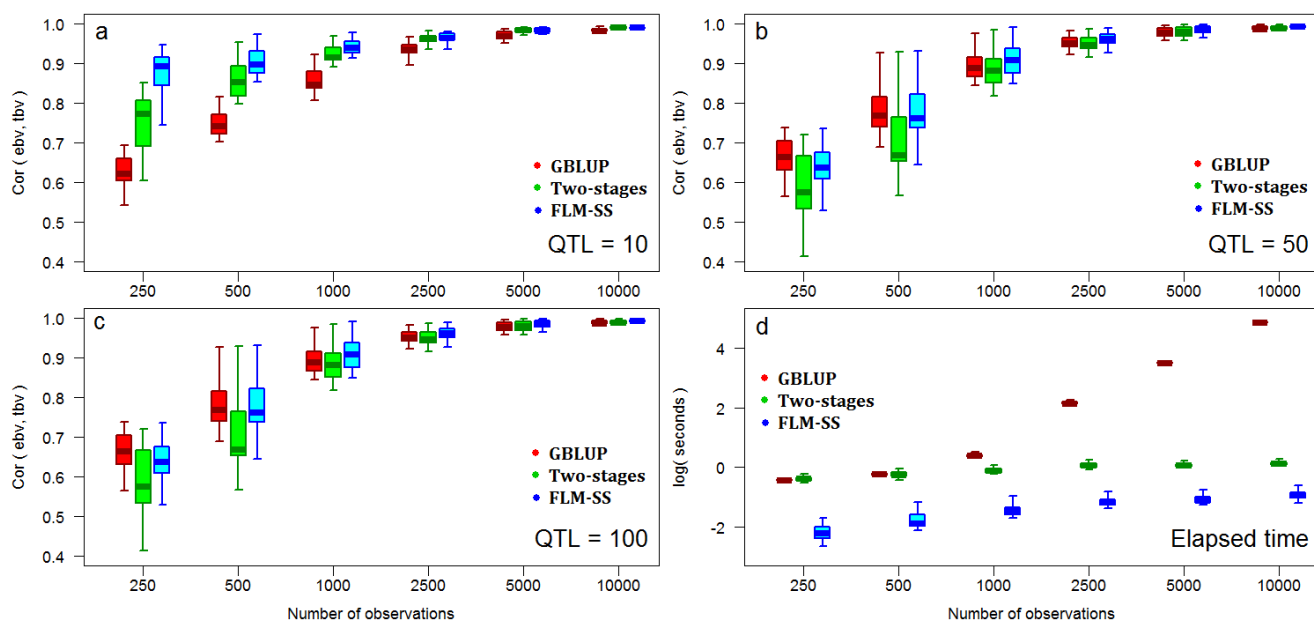 a
Cor ( ebv, tbv )
1.0
0.9
0.8
0.7
0.6
0.5
0.4
GBLUP
Two-stages
FLM-SS
QTL = 10
250 500 1000 2500 5000 10000
b
Cor ( ebv, tbv )
1.0
0.9
0.8
0.7
0.6
0.5
0.4
GBLUP
Two-stages
FLM-SS
QTL = 50
250 500 1000 2500 5000 10000
c
Cor ( ebv, tbv )
1.0
0.9
0.8
0.7
0.6
0.5
0.4
GBLUP
Two-stages
FLM-SS
QTL = 100
250 500 1000 2500 5000 10000
Number of observations
d
log( seconds )
4
2
0
-2
GBLUP
Two-stages
FLM-SS
Elapsed time
250 500 1000 2500 5000 10000
Number of observations